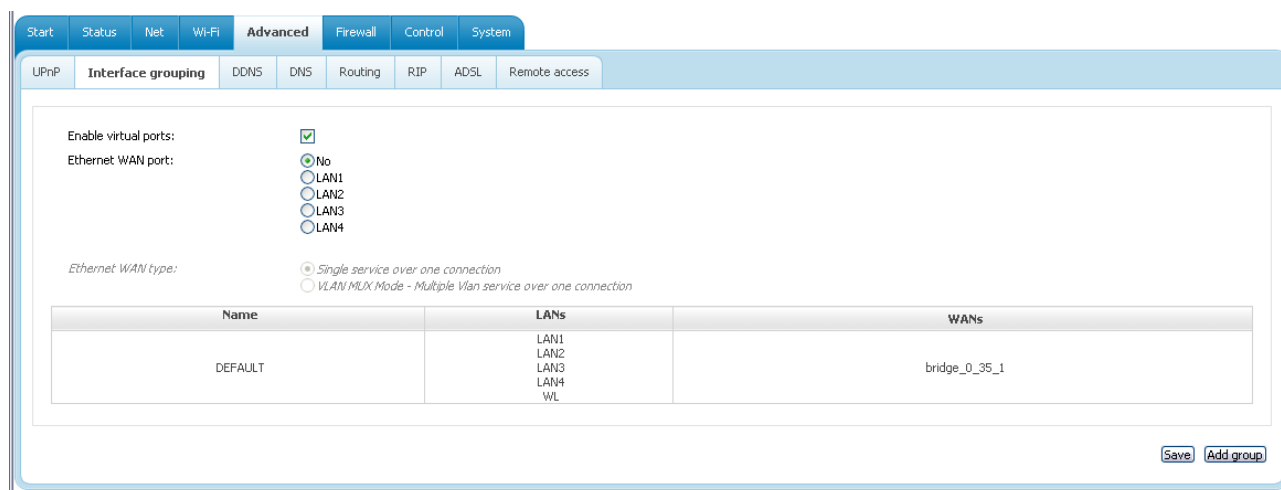 Start Status Net Wi-Fi Advanced Firewall Control System
UPnP Interface grouping DDNS DNS Routing RIP ADSL Remote access
Enable virtual ports:
Ethernet WAN port: No
LAN1
LAN2
LAN3
LAN4
Ethernet WAN type: Single service over one connection
VLAN MUX Mode - Multiple Vlan service over one connection
Name LANs WANs
LAN1
LAN2
DEFAULT LAN3 bridge_0_35_1
LAN4
WL
Save Add group